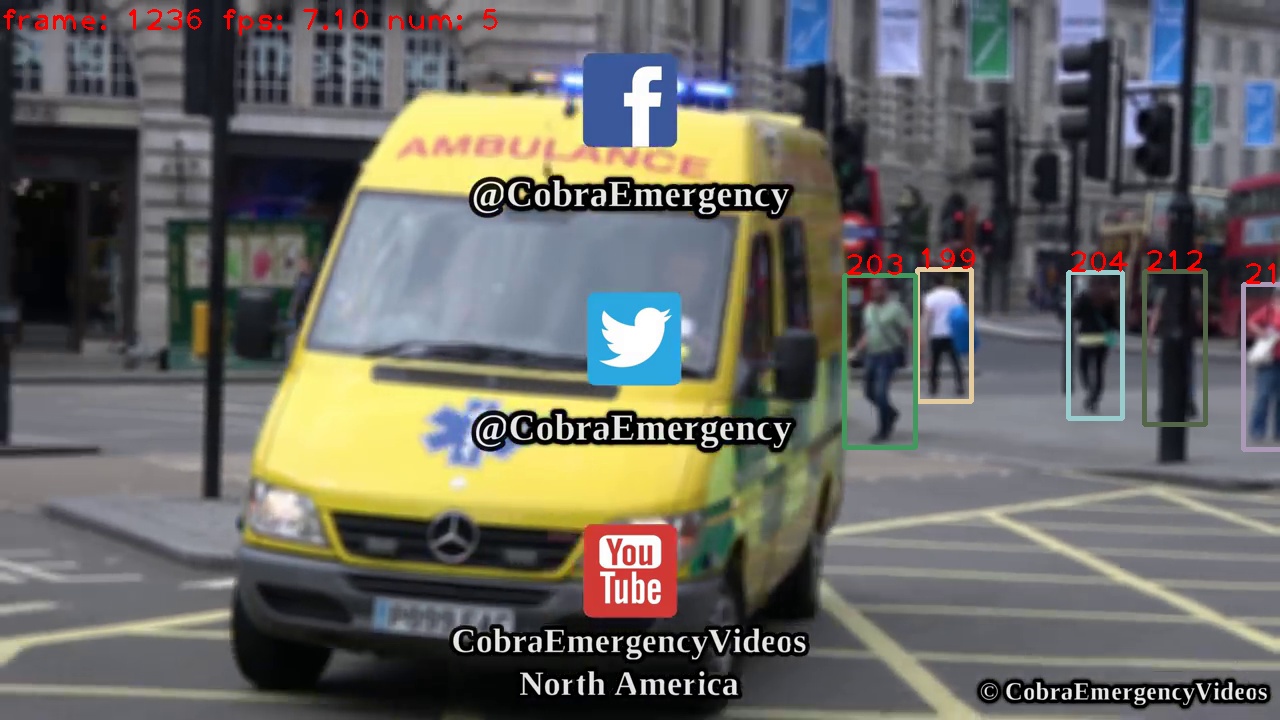 frame: 1236 fps: 7.10 num: 5
AMBULANCE
f
@CobraEmergency
203
199
204
212
@CobraEmergency
You
Tube
CobraEmergencyVideos
North America
© CobraEmergencyVideos